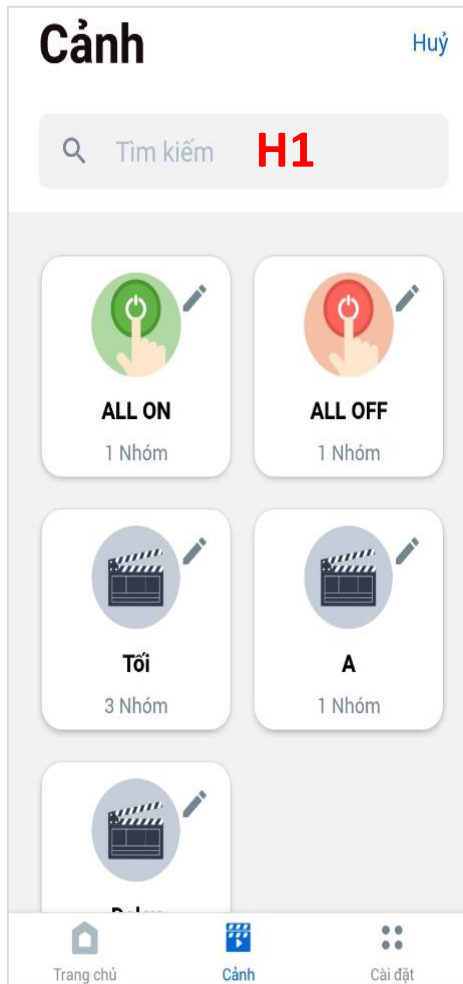 Cảnh
Huỷ
Tìm kiếm H1
ALL ON
ALL OFF
1 Nhóm
1 Nhóm
Tối
A
3 Nhóm
1 Nhóm
Trang chủ
Cảnh
Cài đặt